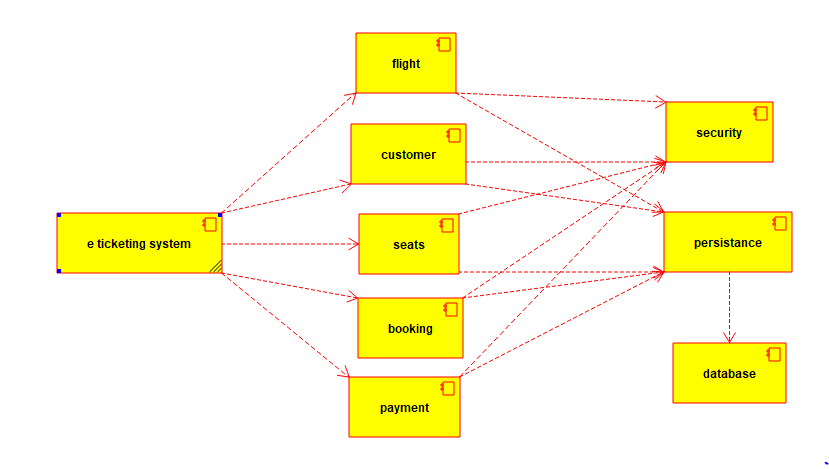 flight
customer
security
e ticketing system
seats
persistance
booking
database
payment